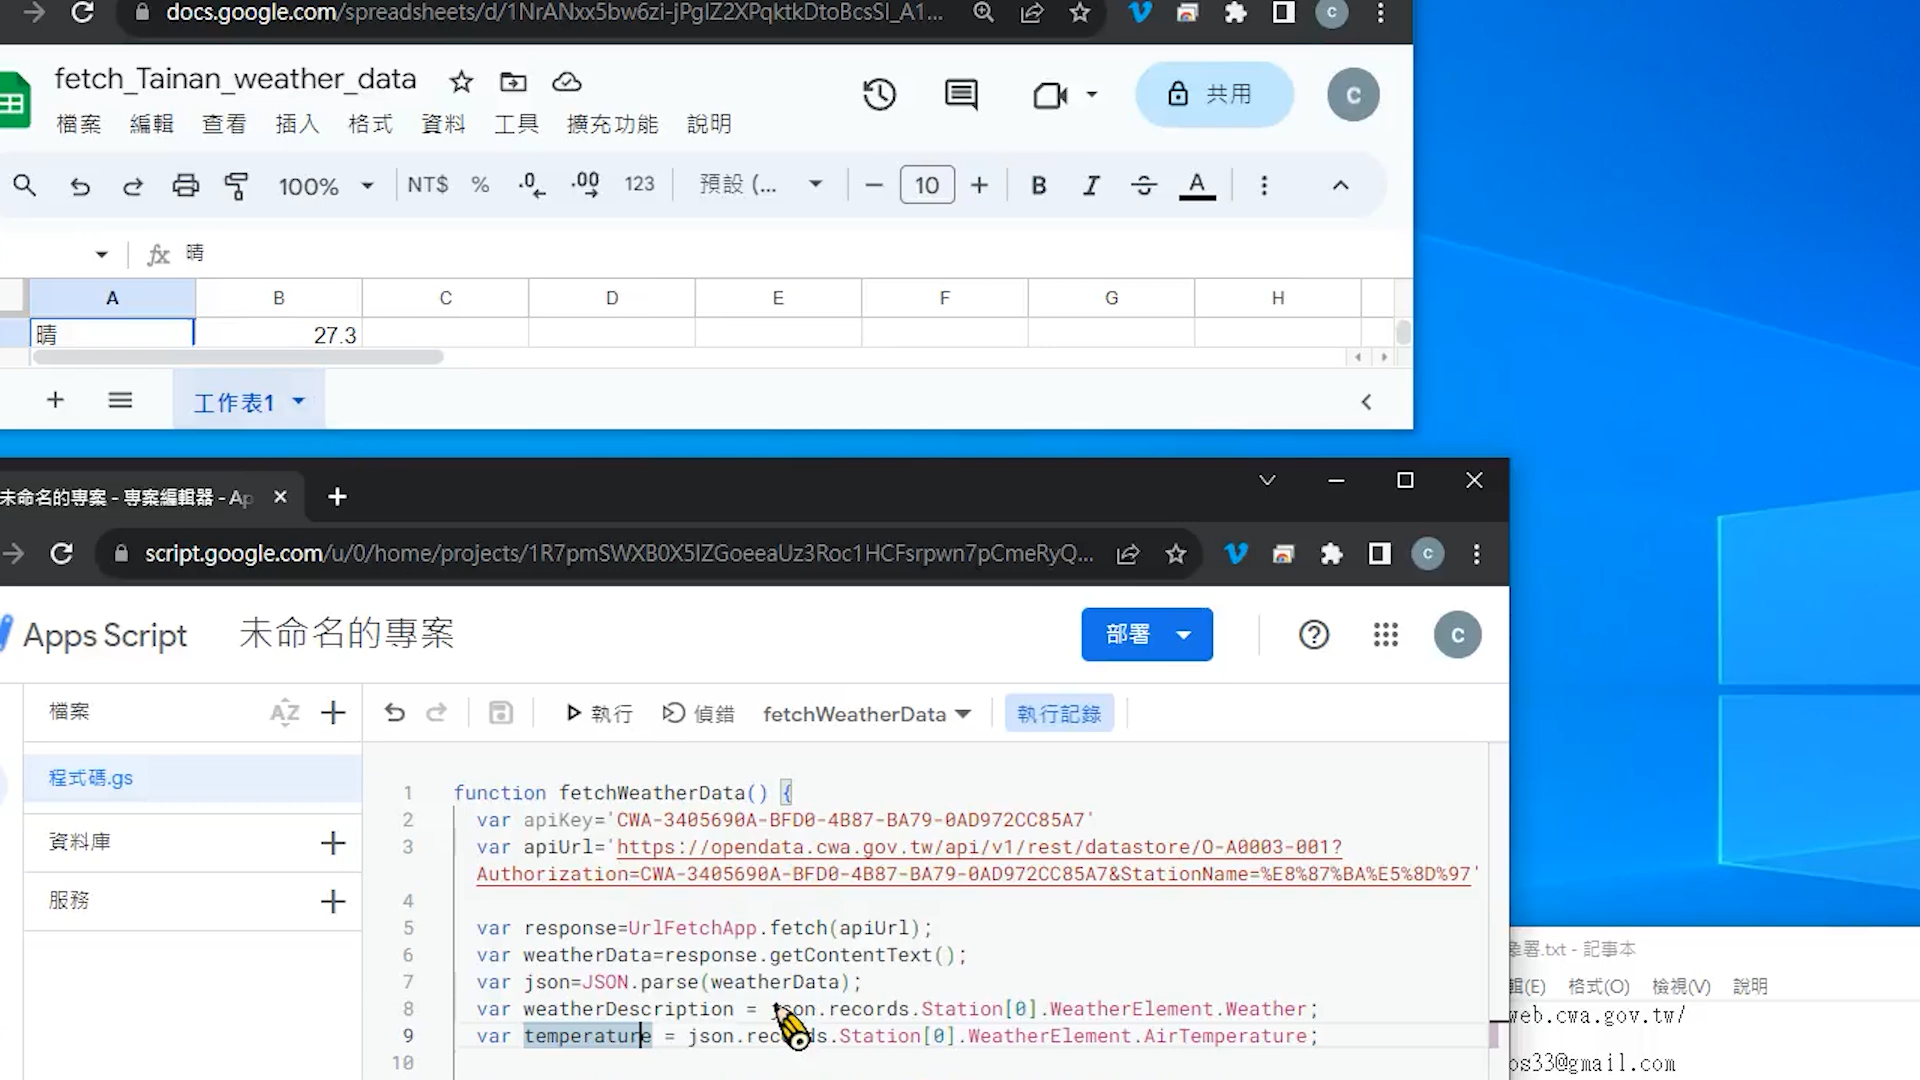 docs.google.com/spreadsheets/d/1NrANxx5bw6zi-jPglZ2XPqktkDtoBcsSI_A1...
C
fetch_Tainan_weather_data
共用
C
檔案 編輯 查看 插入 格式 資料 工具 擴充功能 說明
100% NT$ % .0 .00 123 預設 (... 10 B I S A
fx 晴
A B C D E F G H
晴 27.3
工作表1
未命名的專案 - 專案編輯器 - Ap
script.google.com/u/0/home/projects/1R7pmSWXB0X5IZGoeeaUz3Roc1HCFsrpwn7pCmeRyQ...
C
Apps Script 未命名的專案 部署
C
檔案 AZ 執行 偵錯 fetchWeatherData 執行記錄
程式碼.gs
資料庫
服務
1 function fetchWeatherData() {
2 var apiKey='CWA-3405690A-BFD0-4B87-BA79-0AD972CC85A7'
3 var apiUrl='https://opendata.cwa.gov.tw/api/v1/rest/datastore/O-A0003-001?
Authorization=CWA-3405690A-BFD0-4B87-BA79-0AD972CC85A7&StationName=%E8%87%BA%E5%8D%97'
4
5 var response=UrlFetchApp.fetch(apiUrl);
6 var weatherData=response.getContentText();
7 var json=JSON.parse(weatherData);
8 var weatherDescription = json.records.Station[0].WeatherElement.Weather;
9 var temperature = json.records.Station[0].WeatherElement.AirTemperature;
10
象署.txt - 記事本
(E) 格式(O) 檢視(V) 說明
web.cwa.gov.tw/
os33@gmail.com